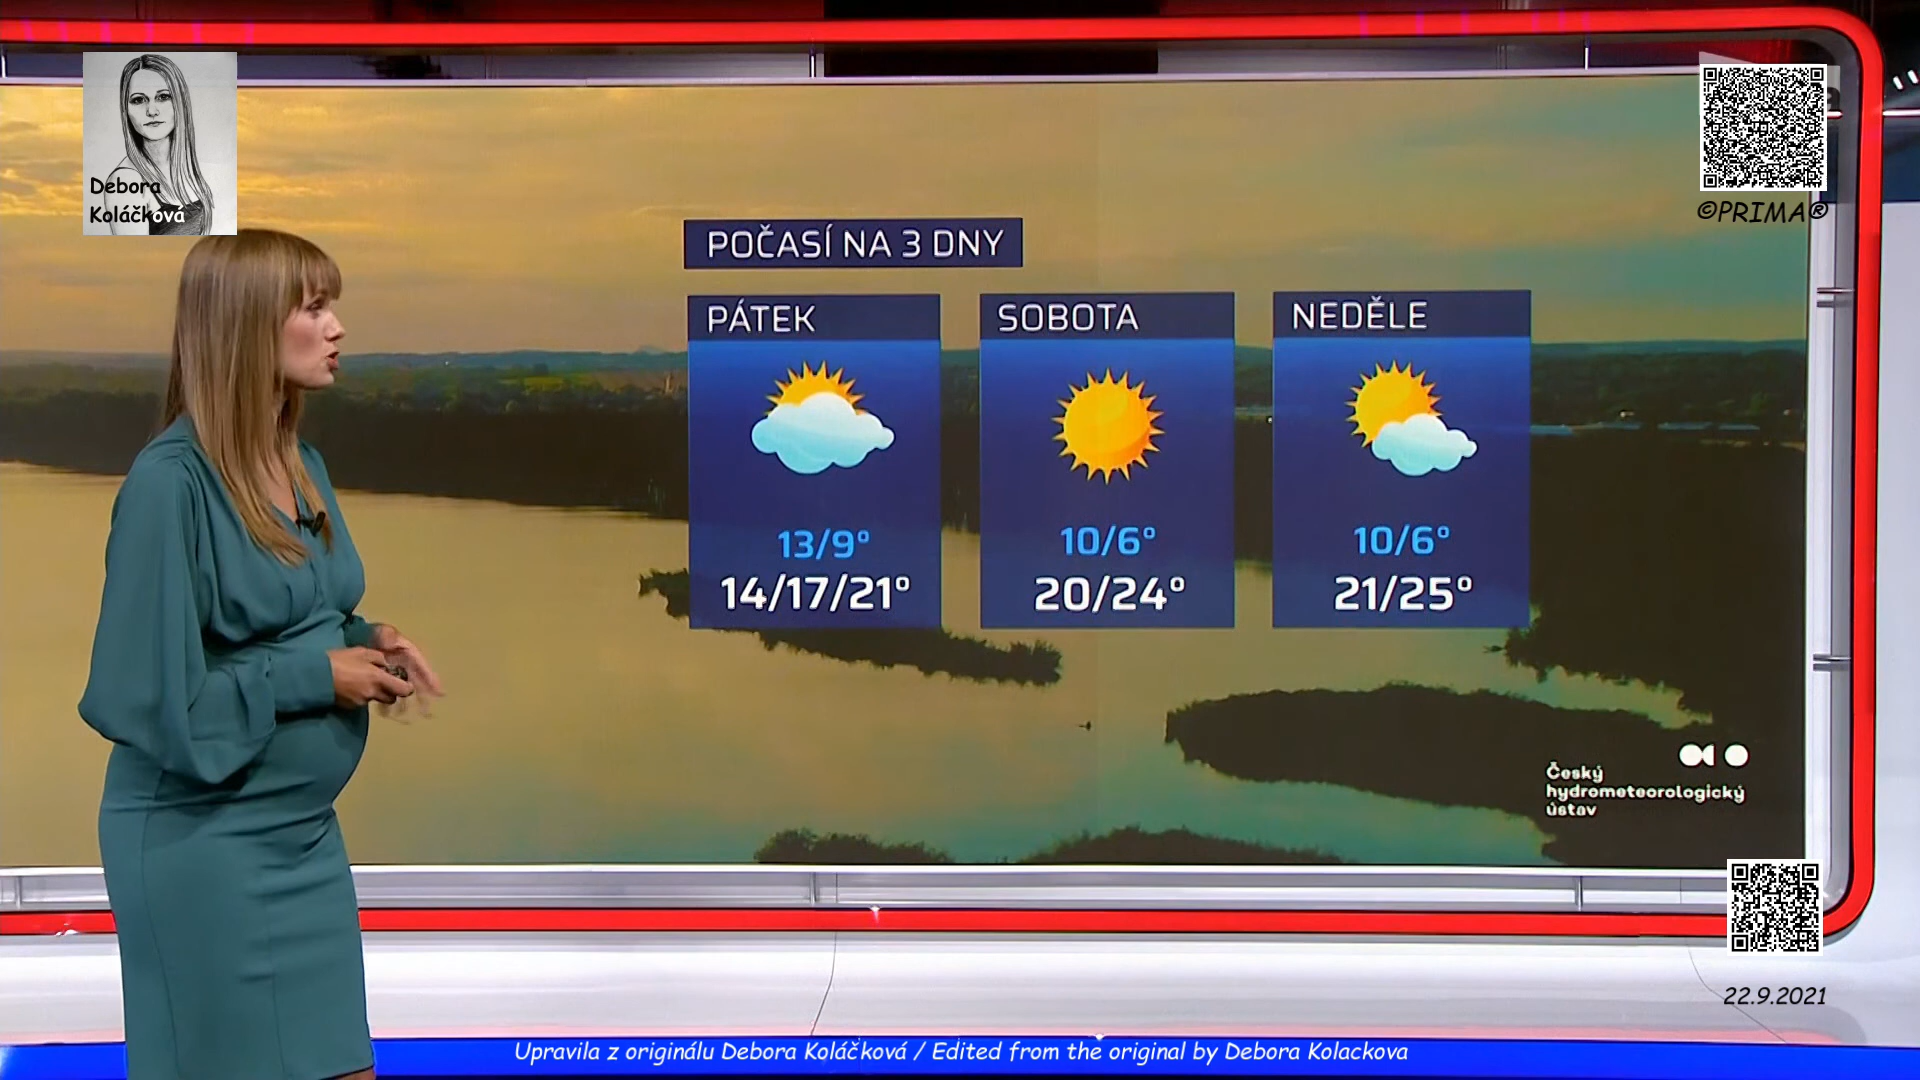 Debora
Koláčková
©PRIMA®
POČASÍ NA 3 DNY
PÁTEK
13/9°
14/17/21°
SOBOTA
10/6°
20/24°
NEDĚLE
10/6°
21/25°
Český
hydrometeorologický
ústav
22.9.2021
Upravila z originálu Debora Koláčková / Edited from the original by Debora Kolackova